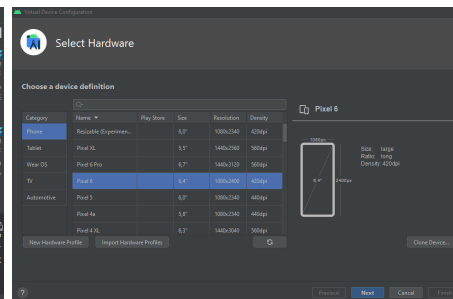 Virtual Device Configuration
Select Hardware
Choose a device definition
Category Name Play Store Size Resolution Density
Phone Resizable (Experimen... 6,0" 1080x2340 420dpi
Tablet Pixel XL 5,5" 1440x2560 560dpi
Wear OS Pixel 6 Pro 6,7" 1440x3120 560dpi
TV Pixel 6 6,4" 1080x2400 420dpi
Automotive Pixel 5 6,0" 1080x2340 440dpi
Pixel 4a 5,8" 1080x2340 440dpi
Pixel 4 XL 6,3" 1440x3040 560dpi
New Hardware Profile Import Hardware Profiles
Pixel 6
1080px
6,4"
2400px
Size: large
Ratio: long
Density: 420dpi
Clone Device...
? Previous Next Cancel Finish